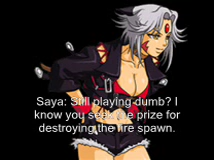 Saya: Still playing dumb? I
know you seek the prize for
destroying the fire spawn.